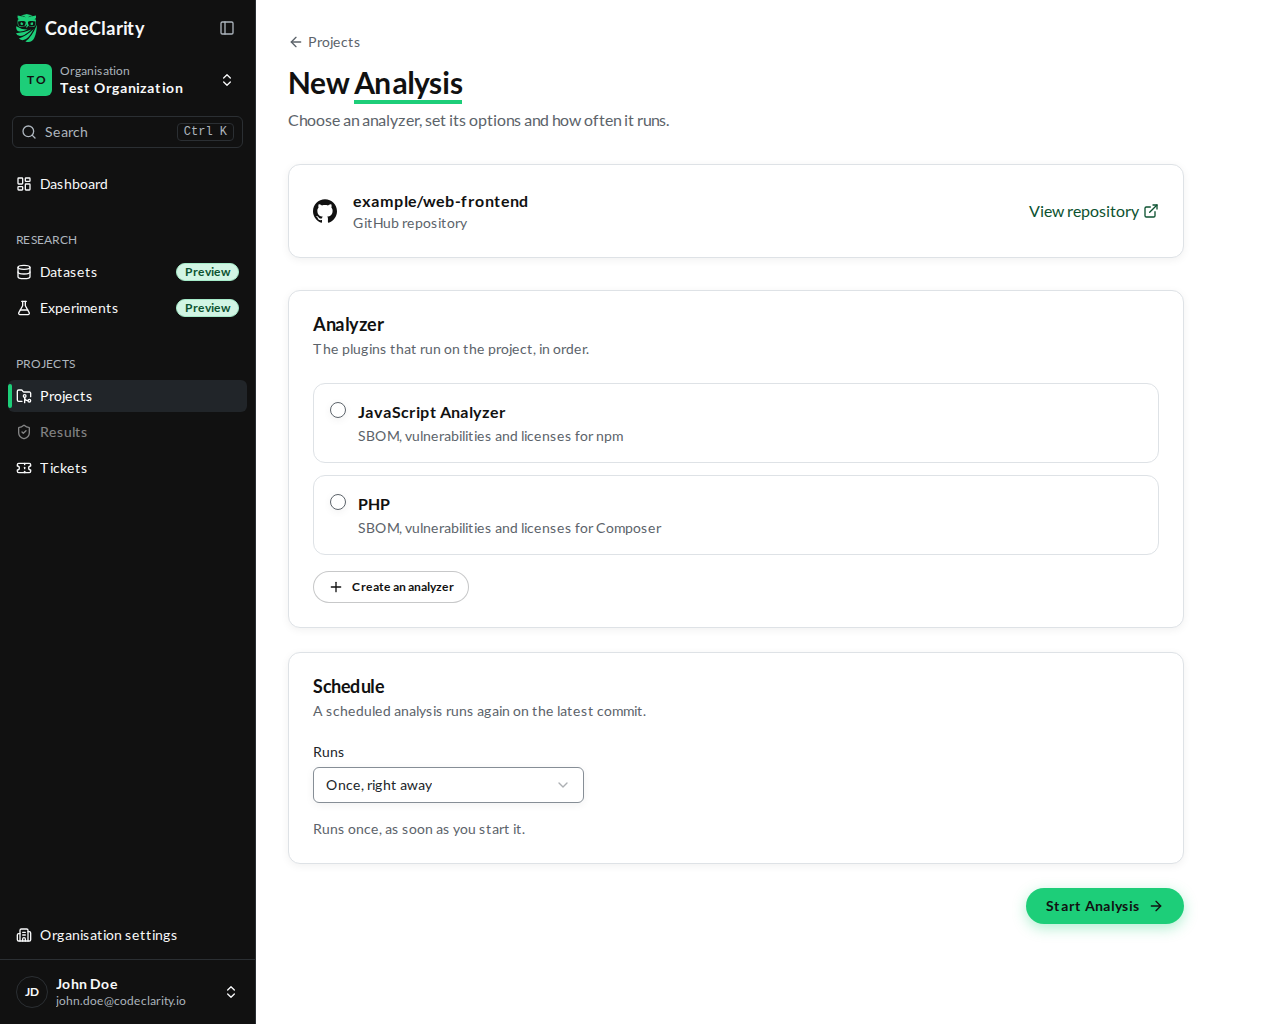 CodeClarity
TO
Organisation
Test Organization
Search
Ctrl K
Dashboard
RESEARCH
Datasets
Preview
Experiments
Preview
PROJECTS
Projects
Results
Tickets
Organisation settings
JD
John Doe
john.doe@codeclarity.io
Projects
New Analysis
Choose an analyzer, set its options and how often it runs.
example/web-frontend
GitHub repository
View repository
Analyzer
The plugins that run on the project, in order.
JavaScript Analyzer
SBOM, vulnerabilities and licenses for npm
PHP
SBOM, vulnerabilities and licenses for Composer
Create an analyzer
Schedule
A scheduled analysis runs again on the latest commit.
Runs
Once, right away
Runs once, as soon as you start it.
Start Analysis